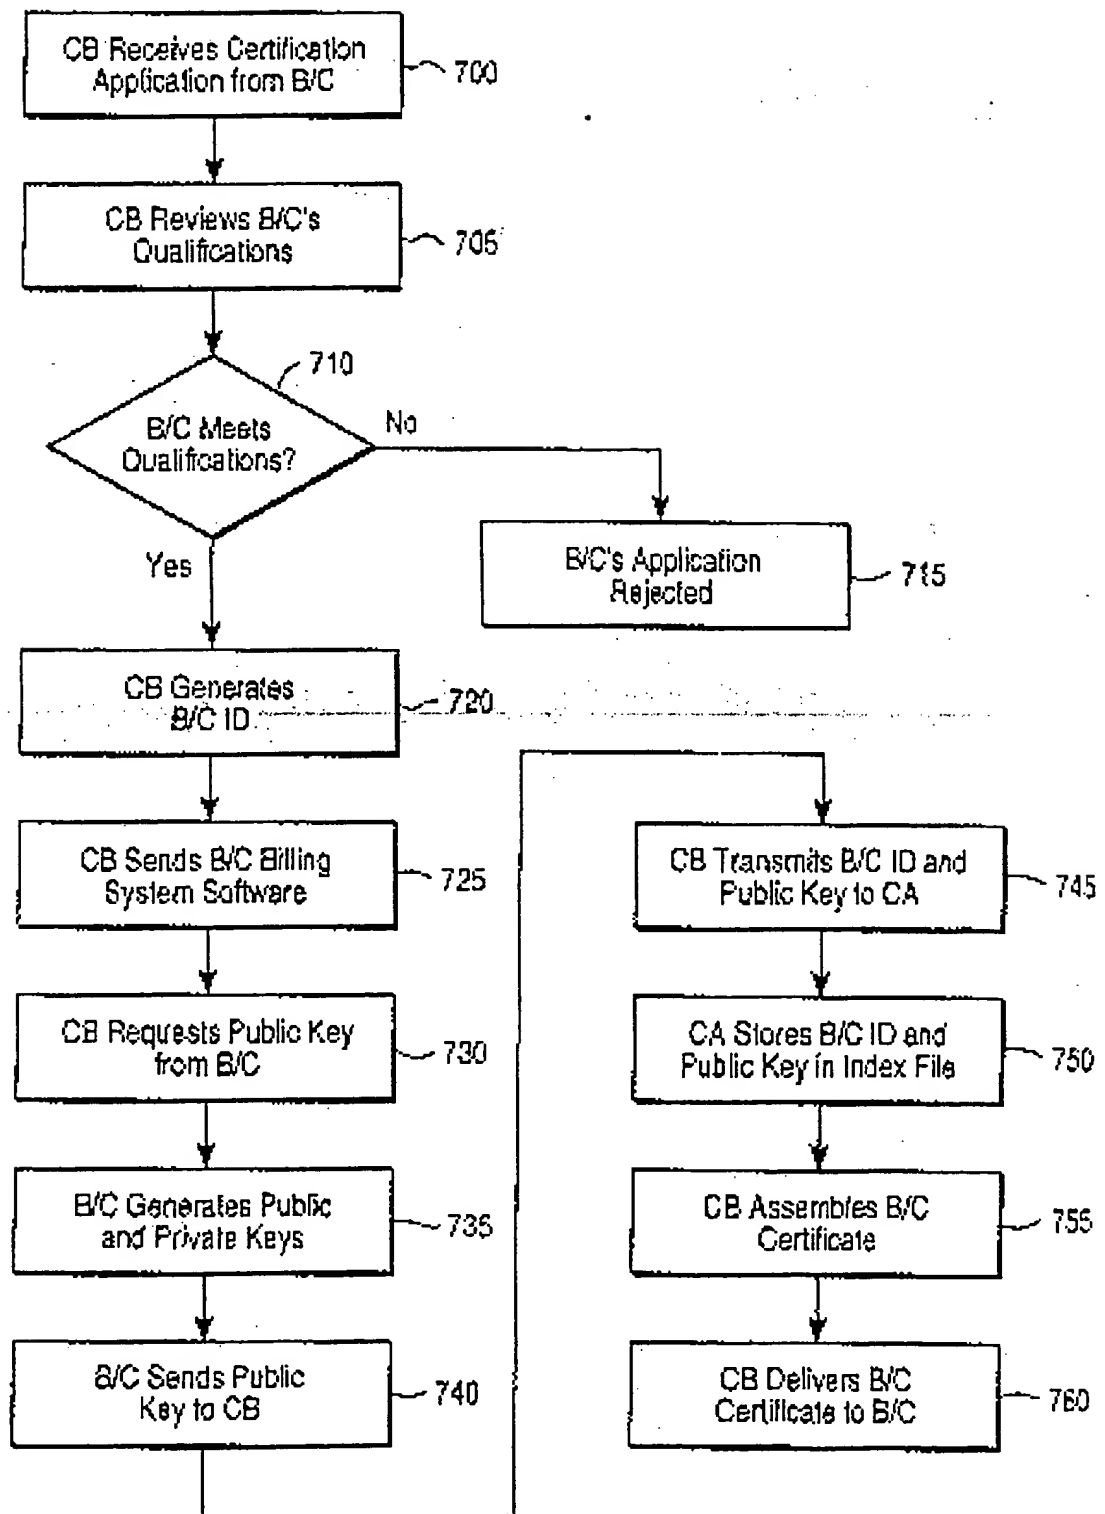 CB Receives Certification
Application from B/C
700
CB Reviews B/C's
Qualifications
705
710
B/C Meets
Qualifications?
No
Yes
B/C's Application
Rejected
715
CB Generates
B/C ID
720
CB Sends B/C Billing
System Software
725
CB Requests Public Key
from B/C
730
B/C Generates Public
and Private Keys
735
B/C Sends Public
Key to CB
740
CB Transmits B/C ID and
Public Key to CA
745
CA Stores B/C ID and
Public Key in Index File
750
CB Assembles B/C
Certificate
755
CB Delivers B/C
Certificate to B/C
760